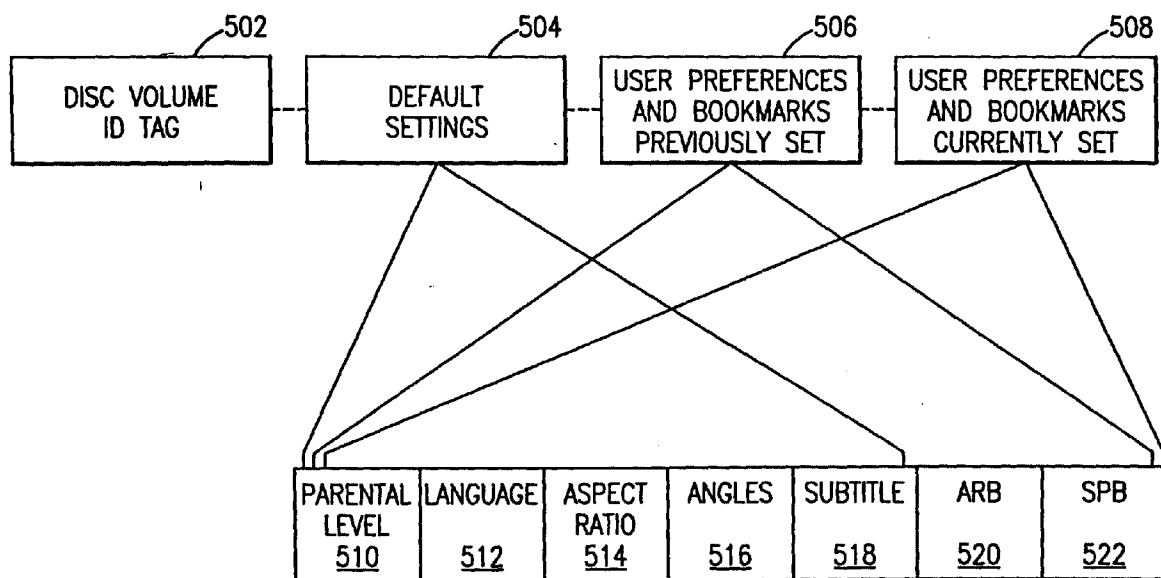 502
504
506
508
DISC VOLUME
ID TAG
DEFAULT
SETTINGS
USER PREFERENCES
AND BOOKMARKS
PREVIOUSLY SET
USER PREFERENCES
AND BOOKMARKS
CURRENTLY SET
PARENTAL
LEVEL
510
LANGUAGE
512
ASPECT
RATIO
514
ANGLES
516
SUBTITLE
518
ARB
520
SPB
522